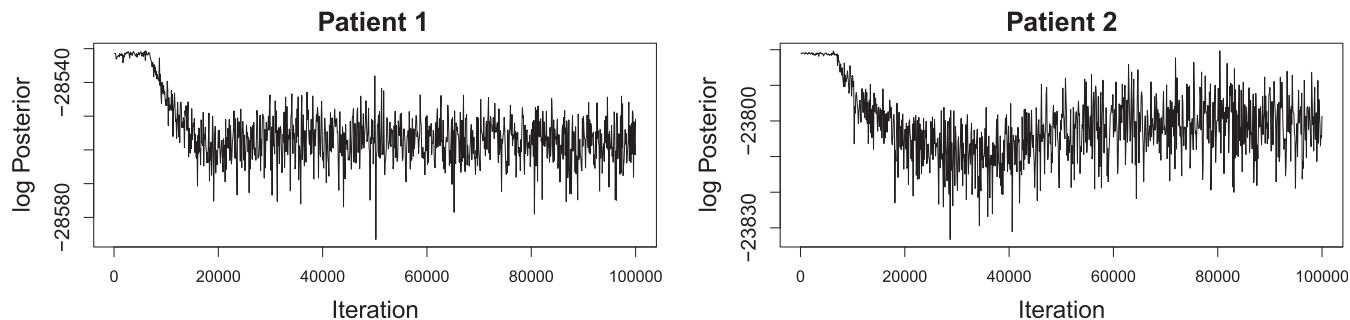 Patient 1
log Posterior
−28540
−28580
0 20000 40000 60000 80000 100000
Iteration
Patient 2
log Posterior
−23800
−23830
0 20000 40000 60000 80000 100000
Iteration